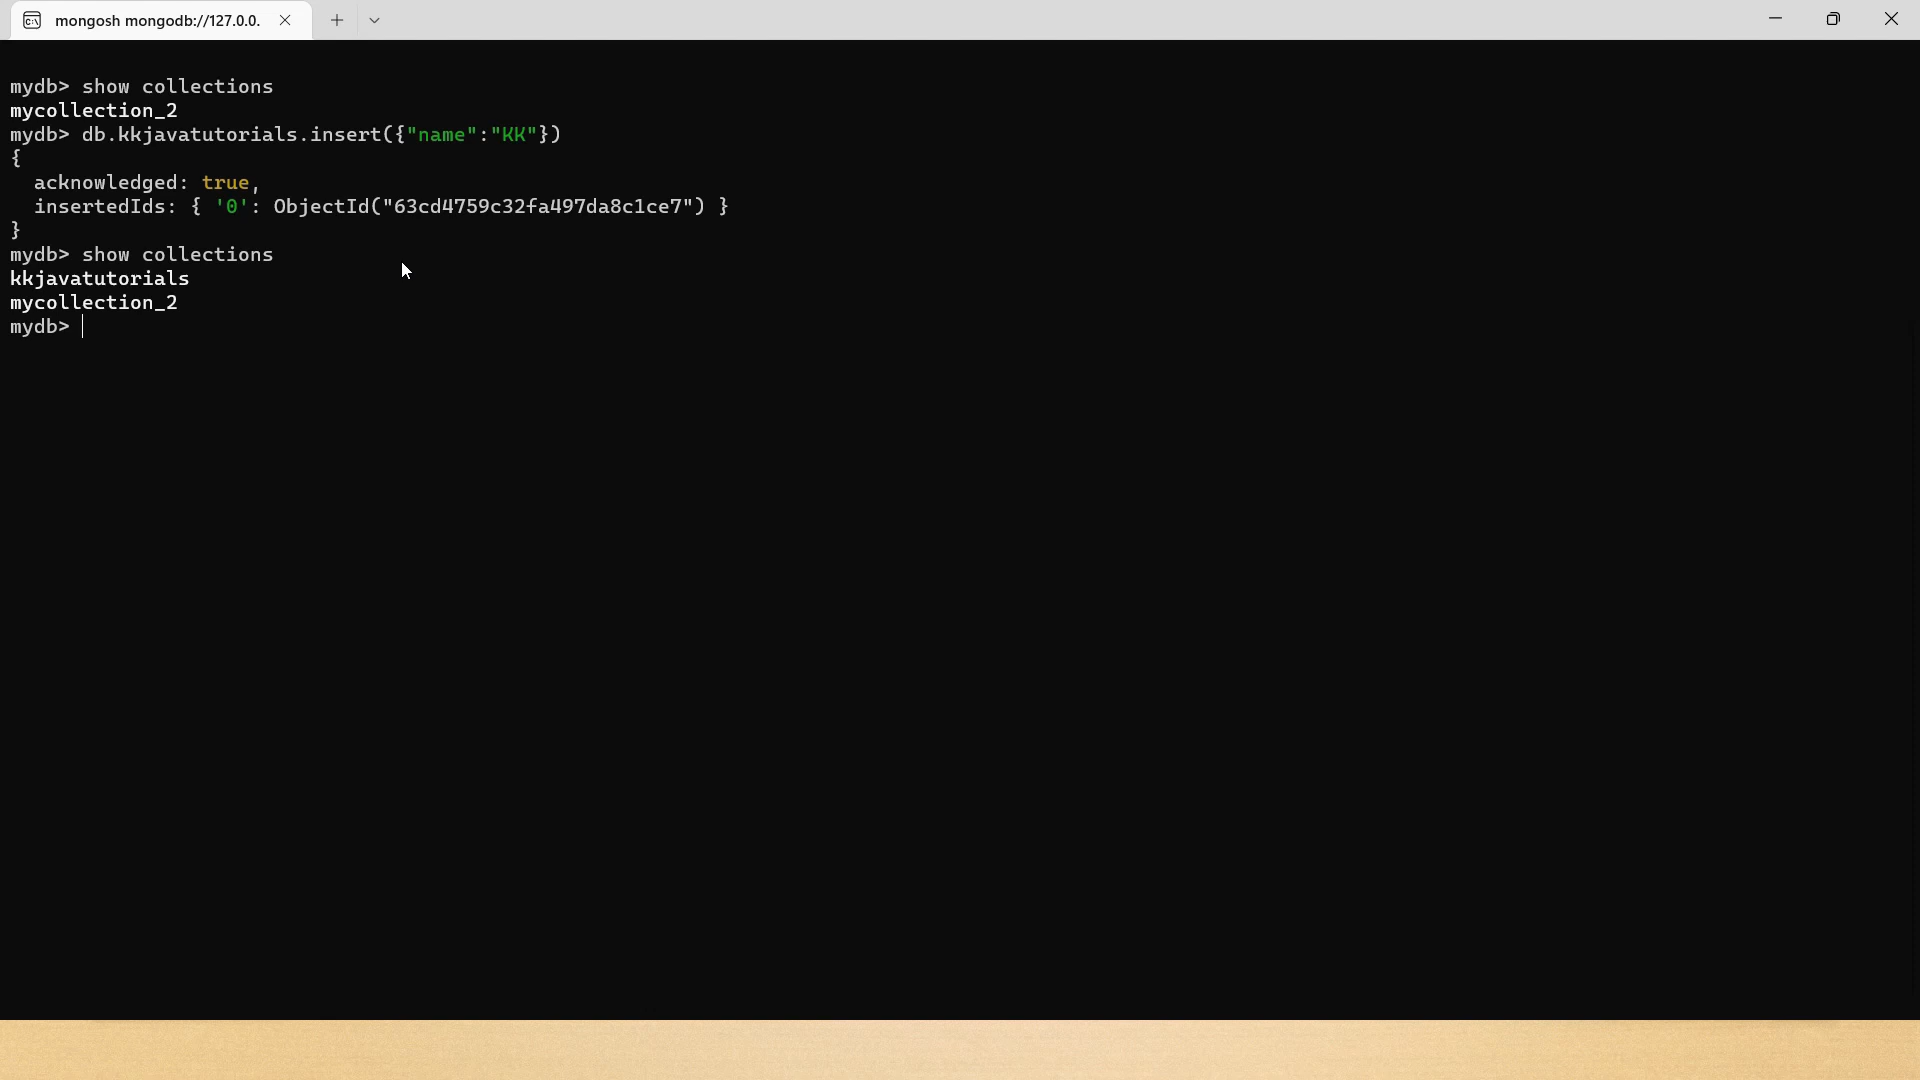 mongosh mongodb://127.0.0.
mydb> show collections
mycollection_2
mydb> db.kkjavatutorials.insert({"name":"KK"})
{
  acknowledged: true,
  insertedIds: { '0': ObjectId("63cd4759c32fa497da8c1ce7") }
}
mydb> show collections
kkjavatutorials
mycollection_2
mydb>